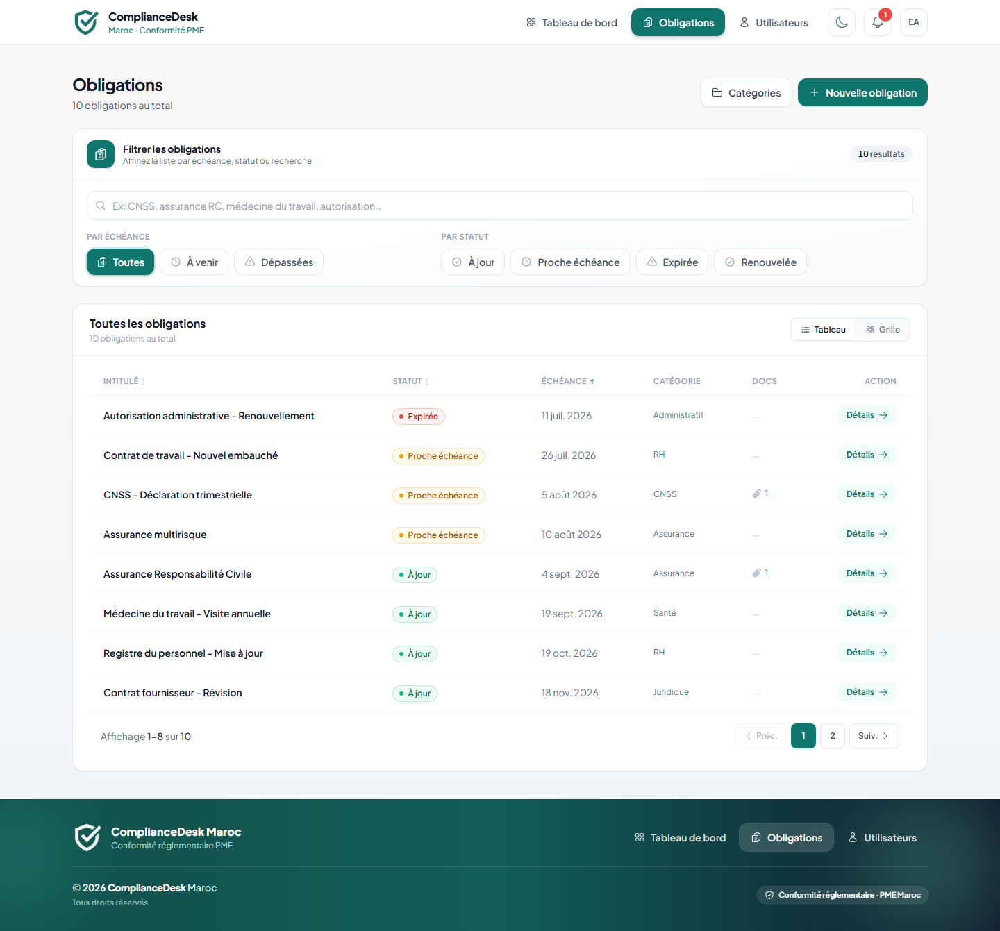 ComplianceDesk
Maroc · Conformité PME
Tableau de bord
Obligations
Utilisateurs
1
EA
Obligations
10 obligations au total
Catégories
Nouvelle obligation
Filtrer les obligations
Affinez la liste par échéance, statut ou recherche
10 résultats
Ex: CNSS, assurance RC, médecine du travail, autorisation...
PAR ÉCHÉANCE
Toutes
À venir
Dépassées
PAR STATUT
À jour
Proche échéance
Expirée
Renouvelée
Toutes les obligations
10 obligations au total
Tableau
Grille
INTITULÉ STATUT ÉCHÉANCE CATÉGORIE DOCS ACTION
Autorisation administrative – Renouvellement Expirée 11 juil. 2026 Administratif — Détails
Contrat de travail – Nouvel embauché Proche échéance 26 juil. 2026 RH — Détails
CNSS – Déclaration trimestrielle Proche échéance 5 août 2026 CNSS 1 Détails
Assurance multirisque Proche échéance 10 août 2026 Assurance — Détails
Assurance Responsabilité Civile À jour 4 sept. 2026 Assurance 1 Détails
Médecine du travail – Visite annuelle À jour 19 sept. 2026 Santé — Détails
Registre du personnel – Mise à jour À jour 19 oct. 2026 RH — Détails
Contrat fournisseur – Révision À jour 18 nov. 2026 Juridique — Détails
Affichage 1–8 sur 10
Préc. 1 2 Suiv.
ComplianceDesk Maroc
Conformité réglementaire PME
Tableau de bord
Obligations
Utilisateurs
© 2026 ComplianceDesk Maroc
Tous droits réservés
Conformité réglementaire · PME Maroc